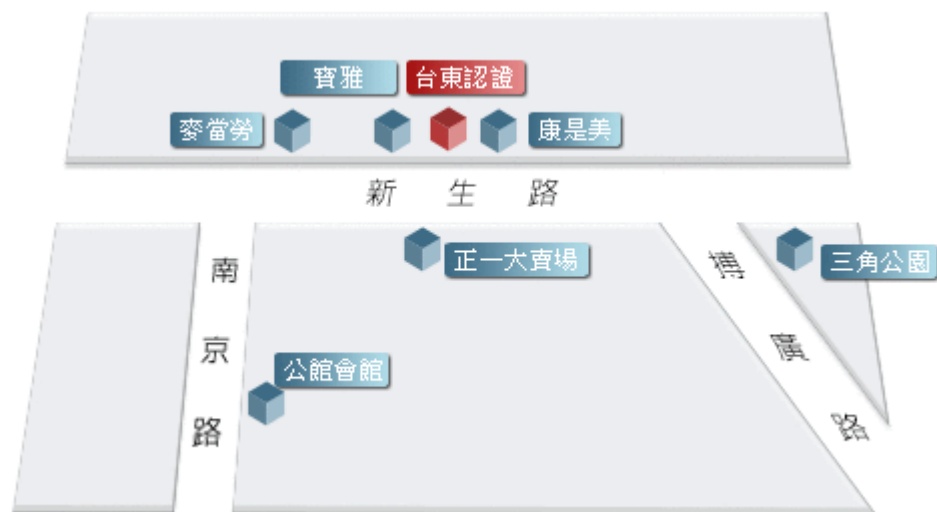 寶雅
台東認證
麥當勞
康是美
新生路
正一大賣場
三角公園
南京路
博廣路
公館會館